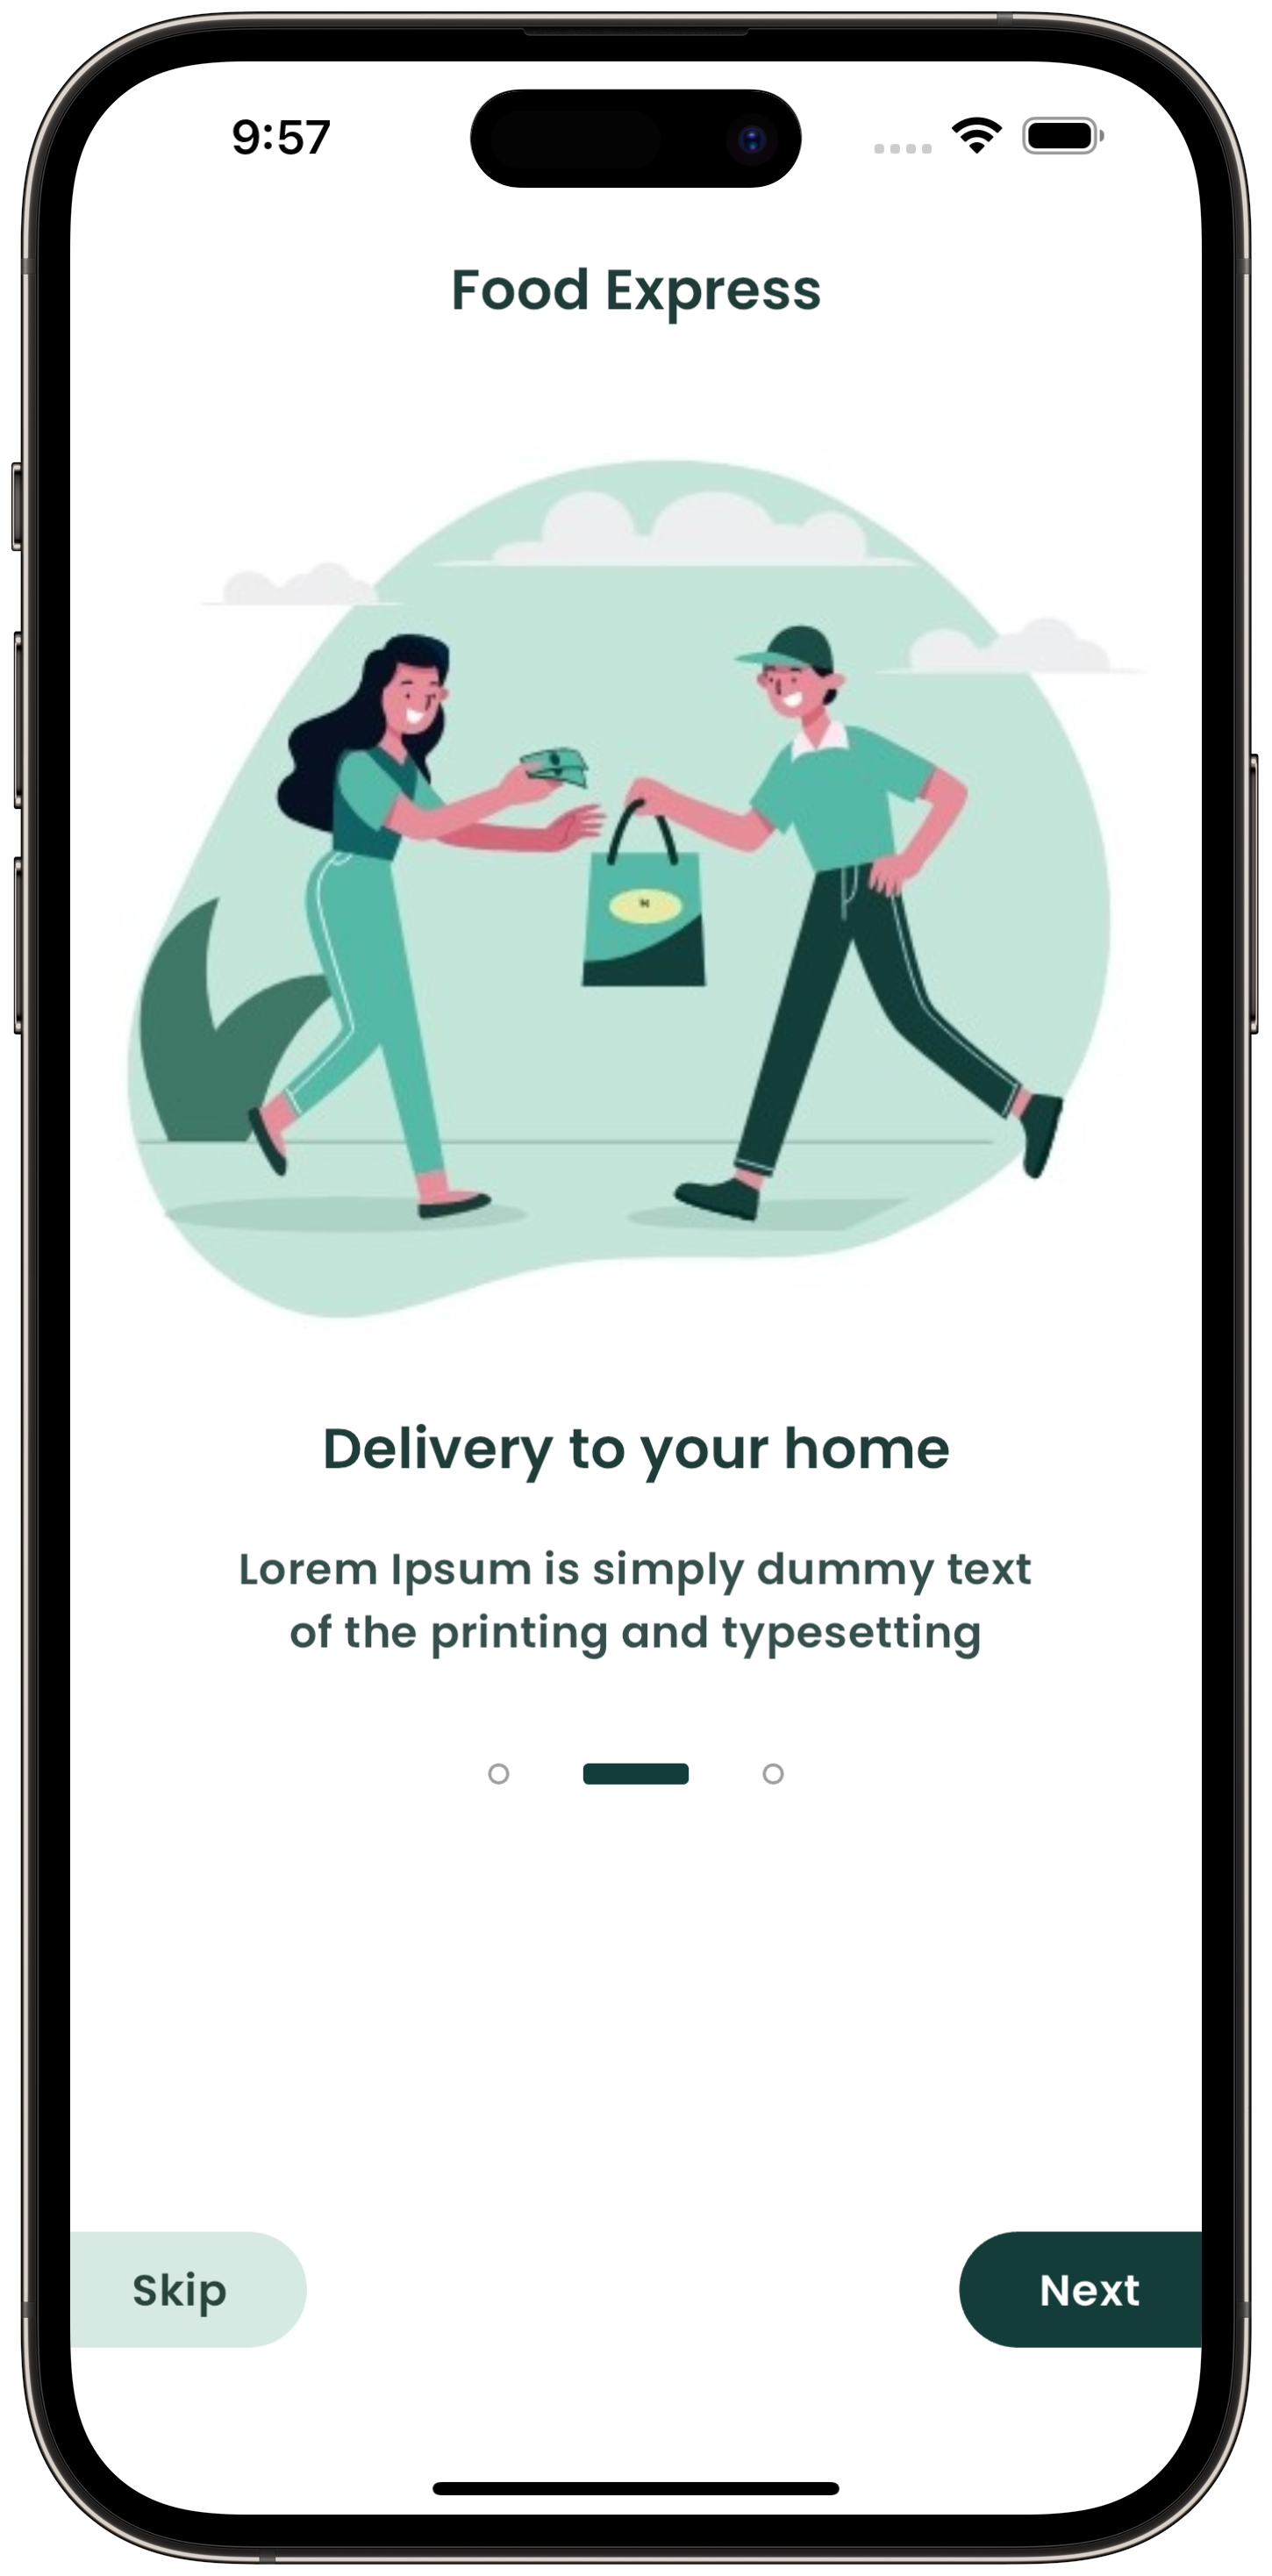 9:57
Food Express
Delivery to your home
Lorem Ipsum is simply dummy text
of the printing and typesetting
Skip
Next